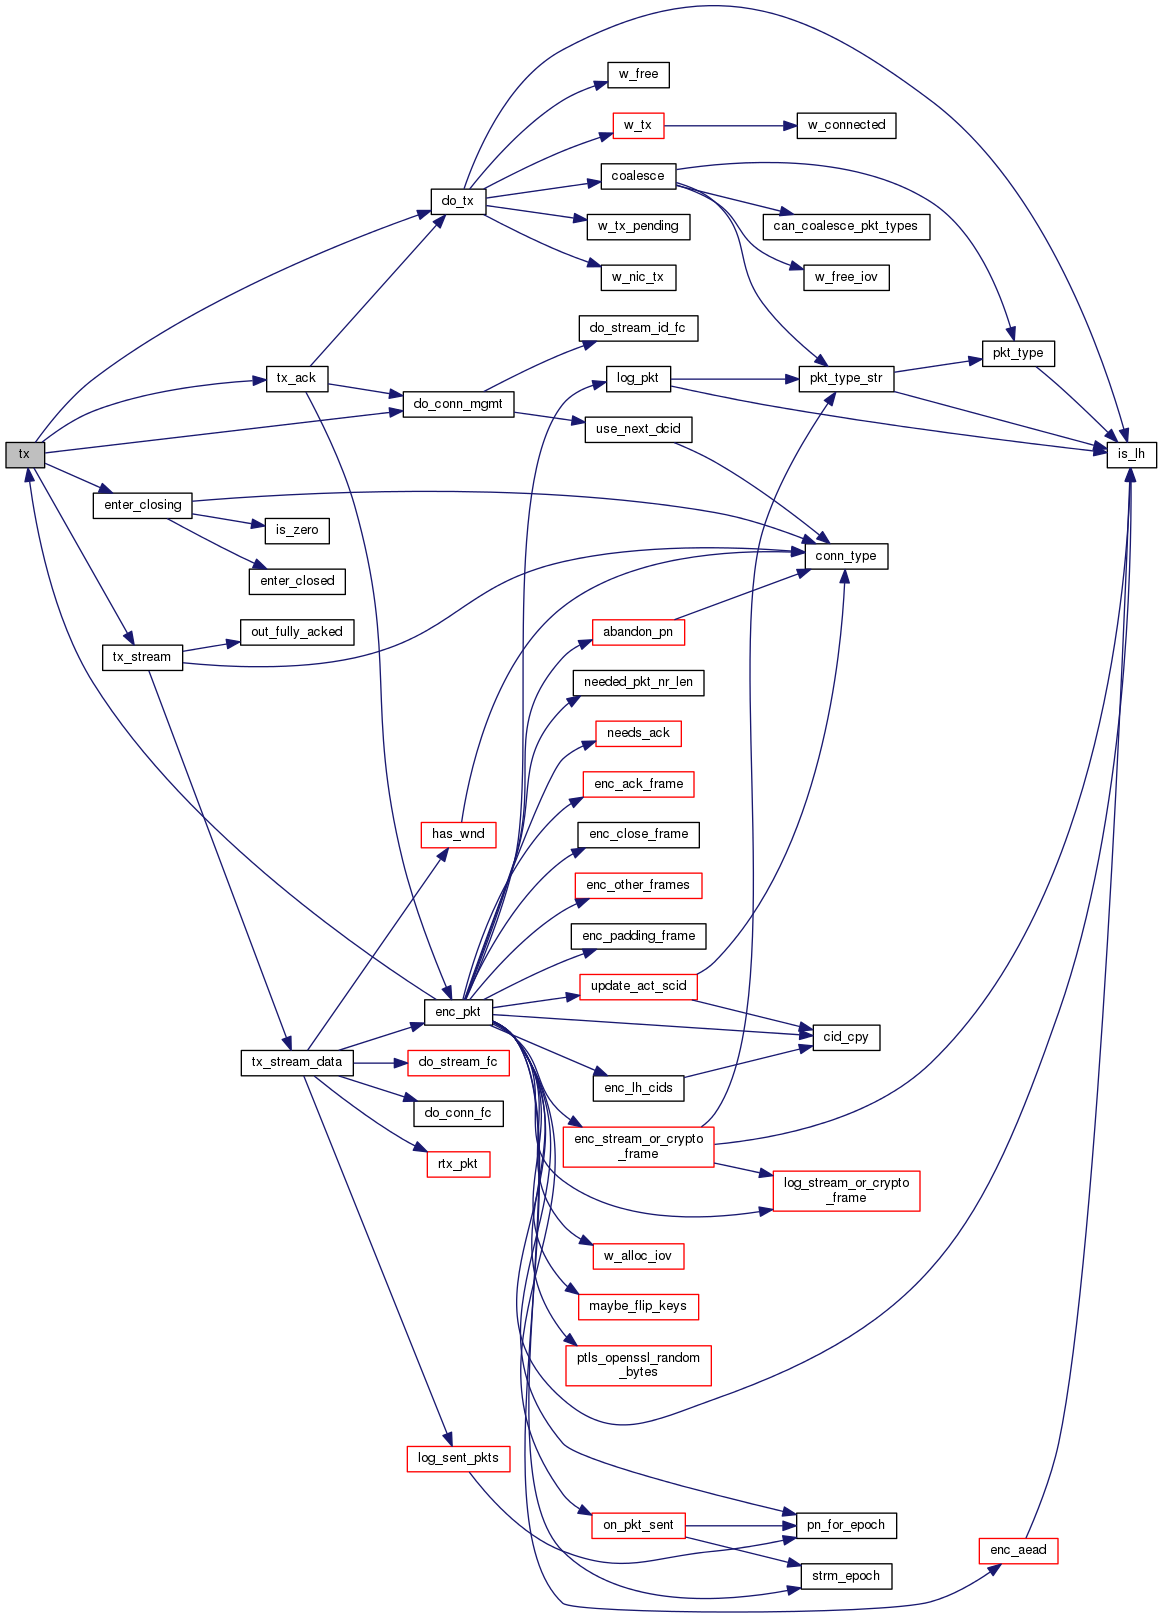 w_free
w_tx
w_connected
coalesce
do_tx
w_tx_pending
can_coalesce_pkt_types
w_nic_tx
w_free_iov
do_stream_id_fc
pkt_type
tx_ack
log_pkt
pkt_type_str
do_conn_mgmt
use_next_dcid
tx
is_lh
enter_closing
is_zero
conn_type
enter_closed
out_fully_acked
abandon_pn
tx_stream
needed_pkt_nr_len
needs_ack
enc_ack_frame
has_wnd
enc_close_frame
enc_other_frames
enc_padding_frame
update_act_scid
enc_pkt
cid_cpy
tx_stream_data
do_stream_fc
enc_lh_cids
do_conn_fc
enc_stream_or_crypto
_frame
rtx_pkt
log_stream_or_crypto
_frame
w_alloc_iov
maybe_flip_keys
ptls_openssl_random
_bytes
log_sent_pkts
on_pkt_sent
pn_for_epoch
enc_aead
strm_epoch